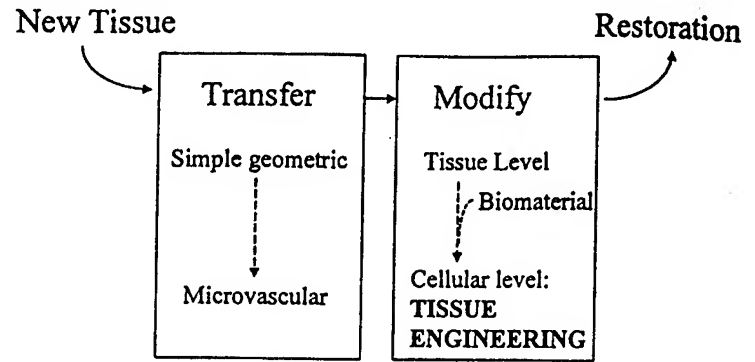 New Tissue
Restoration
Transfer
Modify
Simple geometric
Tissue Level
Biomaterial
Microvascular
Cellular level:
TISSUE
ENGINEERING